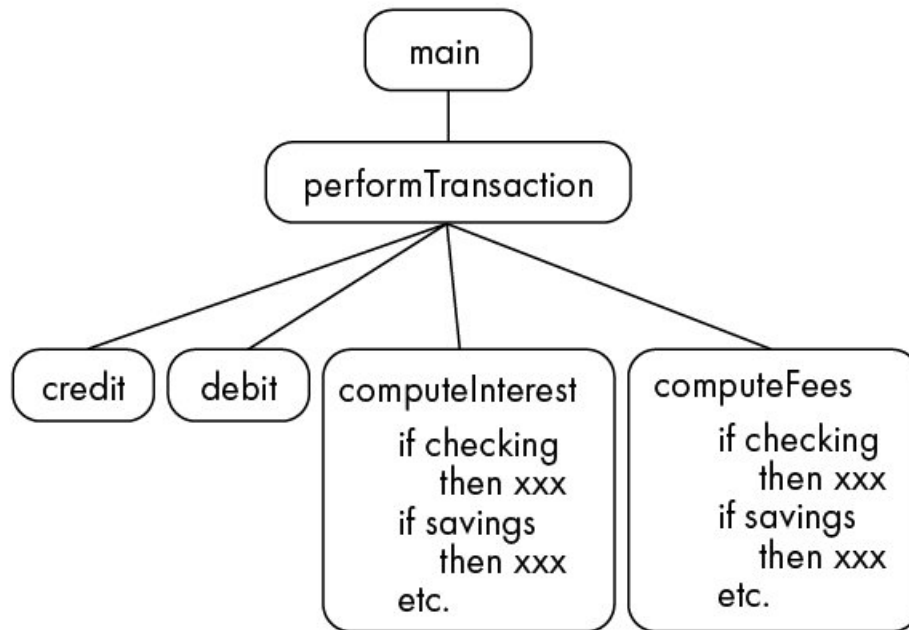 main
performTransaction
credit
debit
computeInterest
if checking
then xxx
if savings
then xxx
etc.
computeFees
if checking
then xxx
if savings
then xxx
etc.